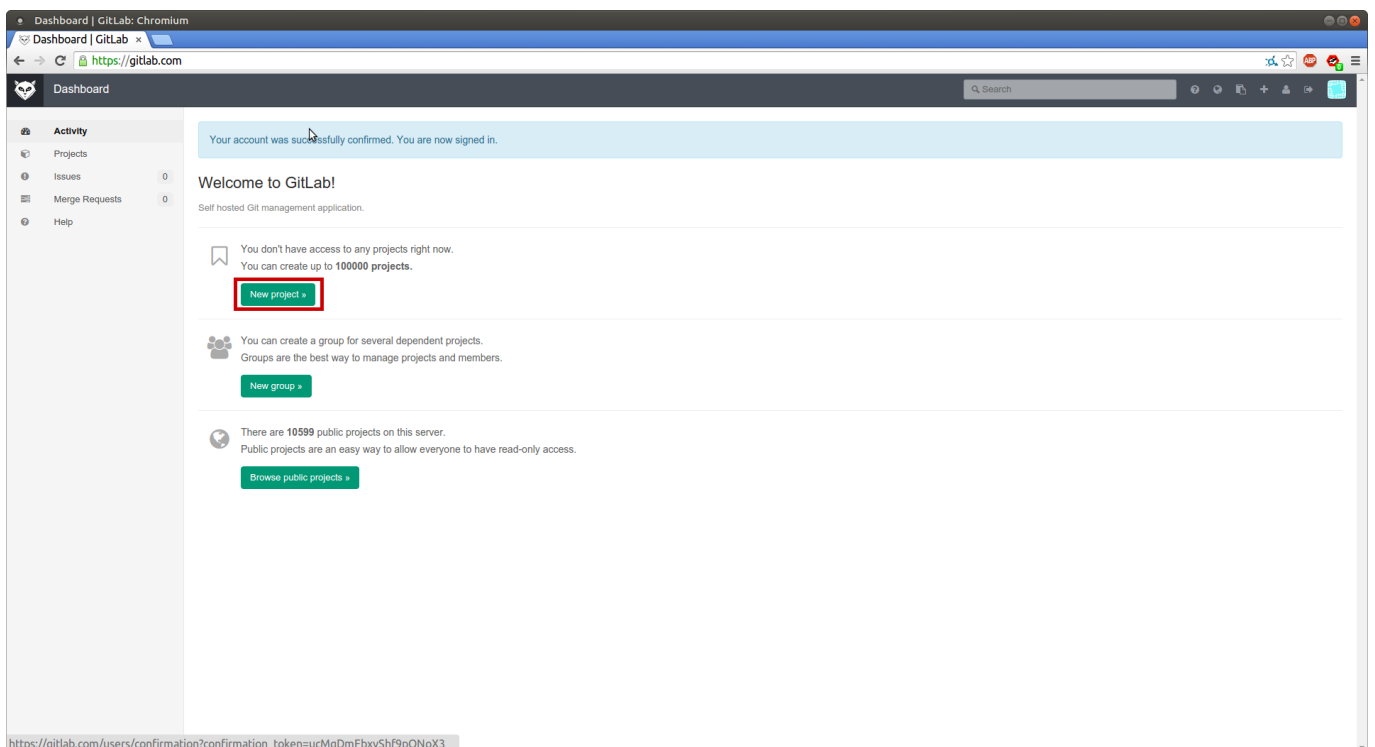 Dashboard | GitLab: Chromium
Dashboard | GitLab ×
https://gitlab.com
ABP
Dashboard
Search
Activity
Projects
Issues 0
Merge Requests 0
Help
Your account was successfully confirmed. You are now signed in.
Welcome to GitLab!
Self hosted Git management application.
You don't have access to any projects right now.
You can create up to 100000 projects.
New project »
You can create a group for several dependent projects.
Groups are the best way to manage projects and members.
New group »
There are 10599 public projects on this server.
Public projects are an easy way to allow everyone to have read-only access.
Browse public projects »